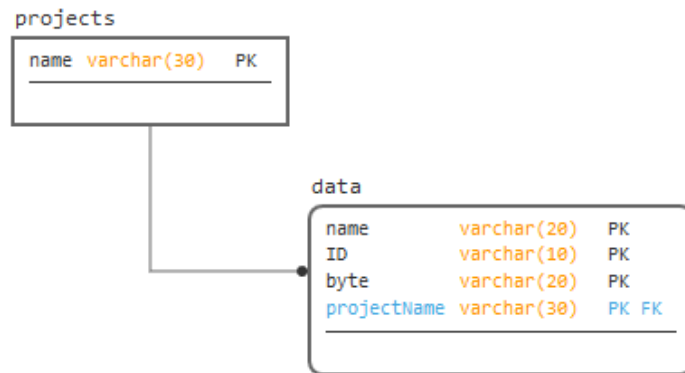 projects
name varchar(30) PK
data
name varchar(20) PK
ID varchar(10) PK
byte varchar(20) PK
projectName varchar(30) PK FK